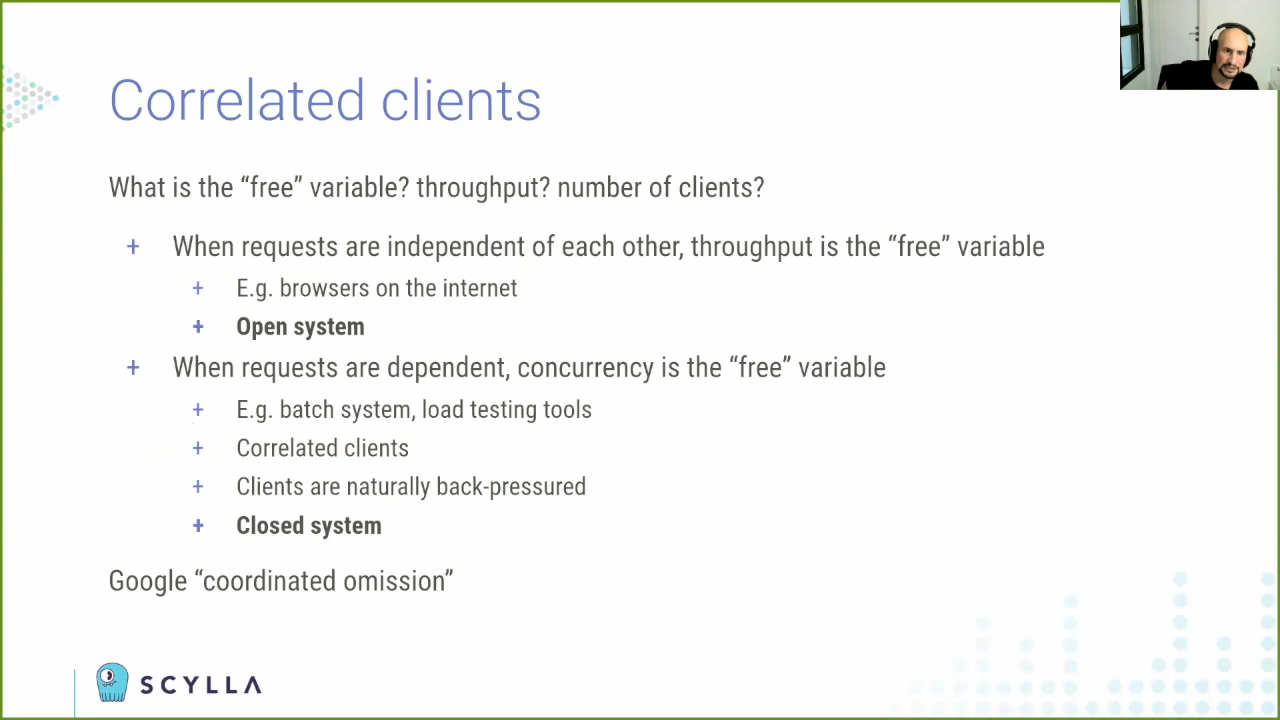 Correlated clients
What is the “free” variable? throughput? number of clients?
+ When requests are independent of each other, throughput is the “free” variable
+ E.g. browsers on the internet
+ Open system
+ When requests are dependent, concurrency is the “free” variable
+ E.g. batch system, load testing tools
+ Correlated clients
+ Clients are naturally back-pressured
+ Closed system
Google “coordinated omission”
SCYLLA